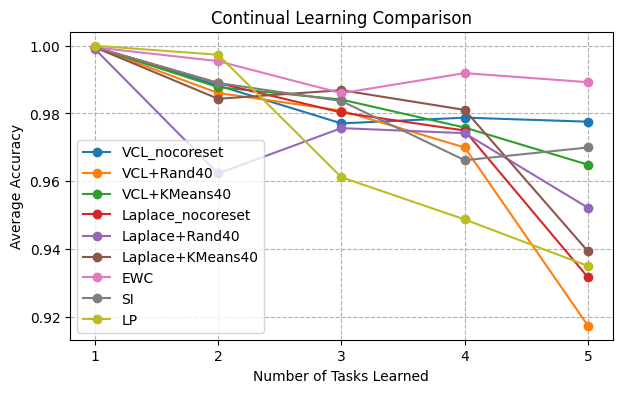 Continual Learning Comparison
Average Accuracy
1.00
0.98
0.96
0.94
0.92
VCL_nocoreset
VCL+Rand40
VCL+KMeans40
Laplace_nocoreset
Laplace+Rand40
Laplace+KMeans40
EWC
SI
LP
1 2 3 4 5
Number of Tasks Learned